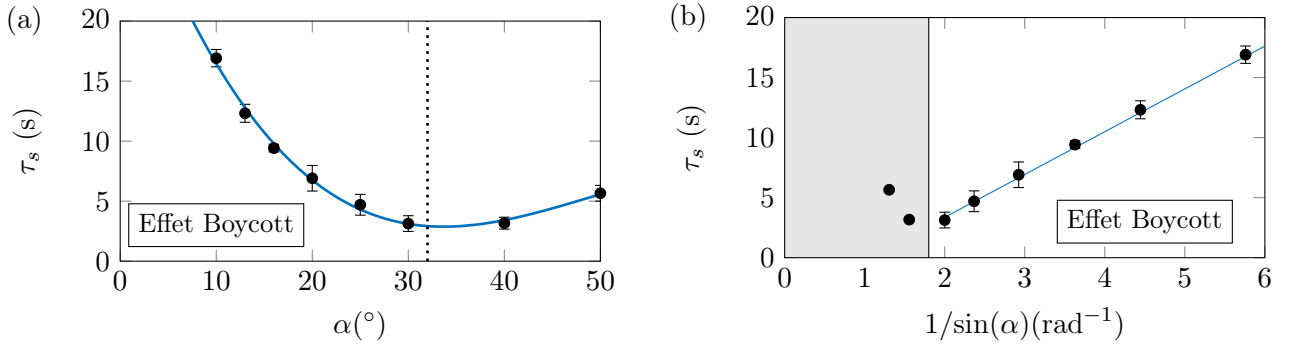 (a)
20
15
10
5
0
τₛ (s)
Effet Boycott
0 10 20 30 40 50
α(°)
(b)
20
15
10
5
0
τₛ (s)
Effet Boycott
0 1 2 3 4 5 6
1/sin(α)(rad⁻¹)